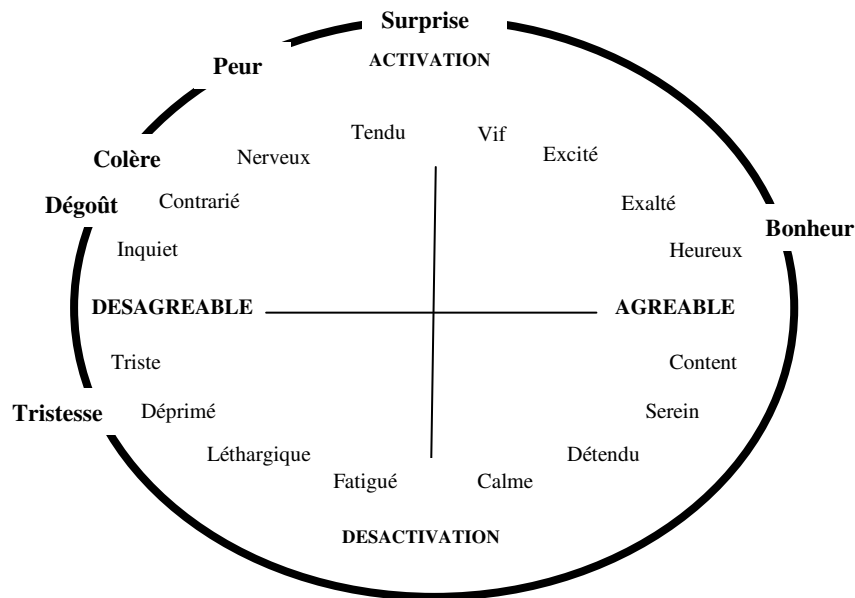 Surprise
ACTIVATION
Peur
Tendu
Vif
Colère
Nerveux
Excité
Dégoût
Contrarié
Exalté
Bonheur
Inquiet
Heureux
DESAGREABLE
AGREABLE
Triste
Content
Tristesse
Déprimé
Serein
Léthargique
Détendu
Fatigué
Calme
DESACTIVATION